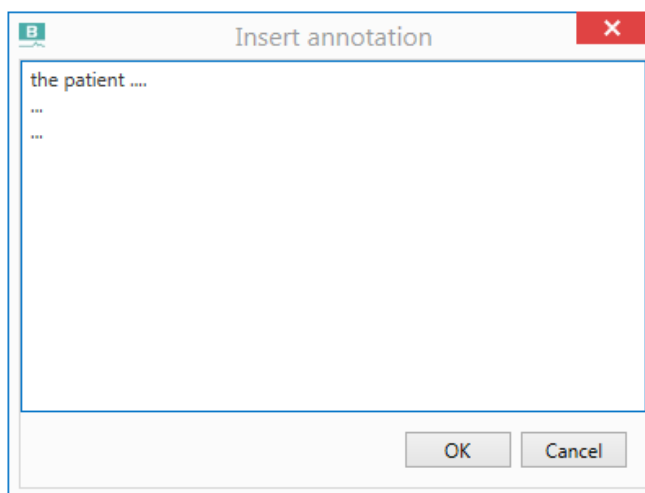 B
Insert annotation
the patient ....
...
...
OK
Cancel